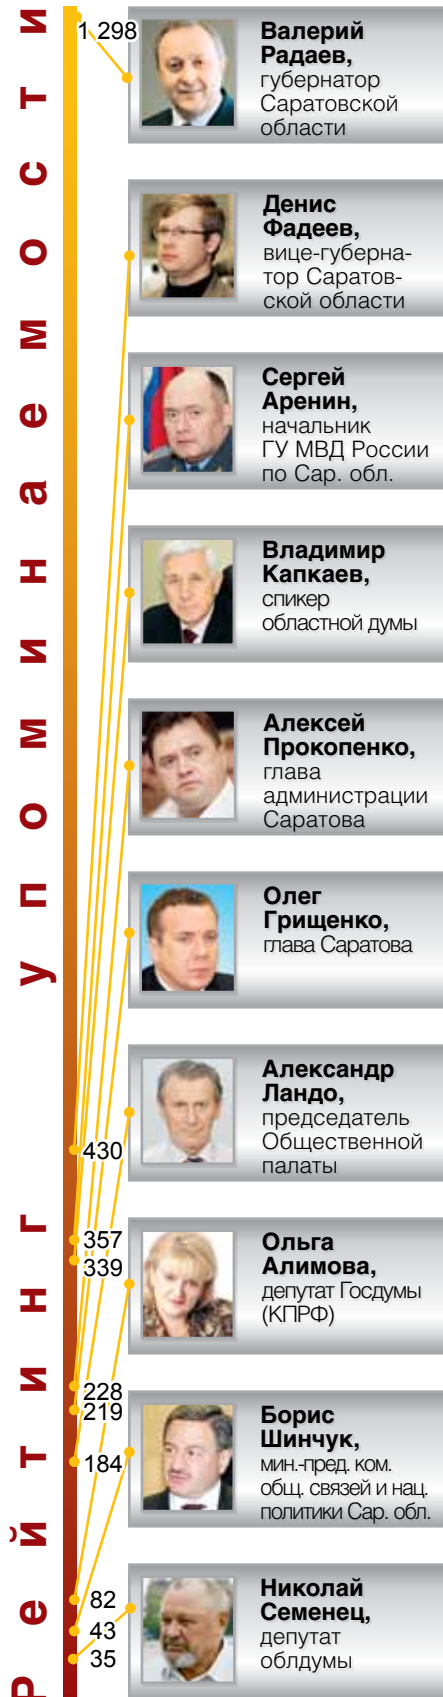 Рейтинг упоминаемости
1 298
Валерий
Радаев,
губернатор
Саратовской
области
Денис
Фадеев,
вице-губерна-
тор Саратов-
ской области
Сергей
Аренин,
начальник
ГУ МВД России
по Сар. обл.
Владимир
Капкаев,
спикер
областной думы
Алексей
Прокопенко,
глава
администрации
Саратова
Олег
Грищенко,
глава Саратова
Александр
Ландо,
председатель
Общественной
палаты
430
357
339
Ольга
Алимова,
депутат Госдумы
(КПРФ)
228
219
184
Борис
Шинчук,
мин.-пред. ком.
общ. связей и нац.
политики Сар. обл.
82
43
35
Николай
Семенец,
депутат
облдумы